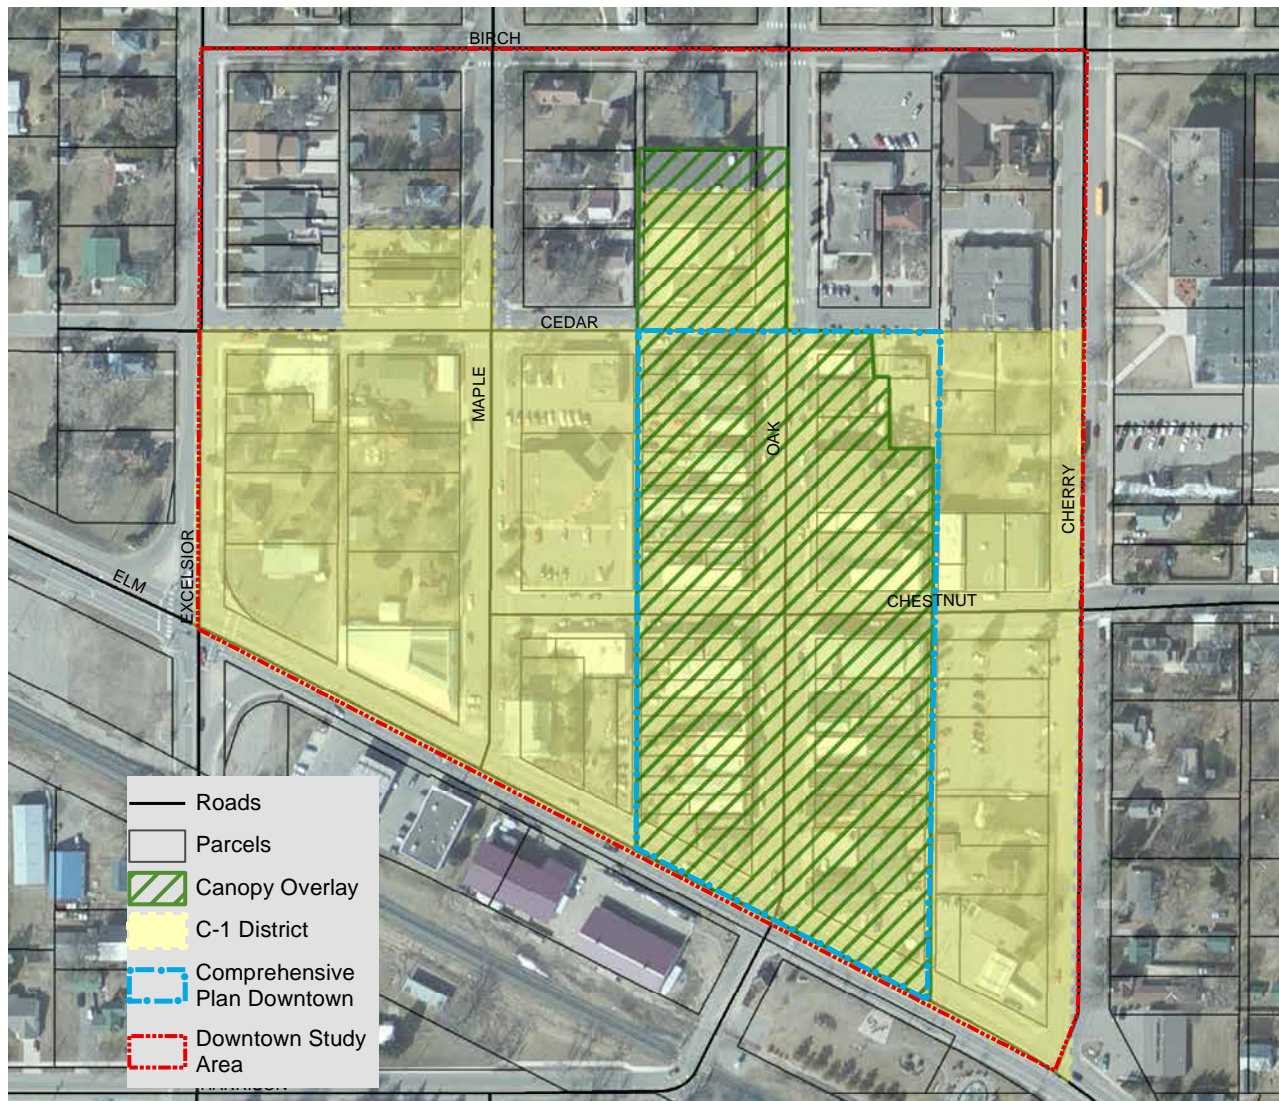 BIRCH
CEDAR
MAPLE
OAK
CHERRY
EXCELSIOR
ELM
CHESTNUT
Roads
Parcels
Canopy Overlay
C-1 District
Comprehensive
Plan Downtown
Downtown Study
Area
HARRISON